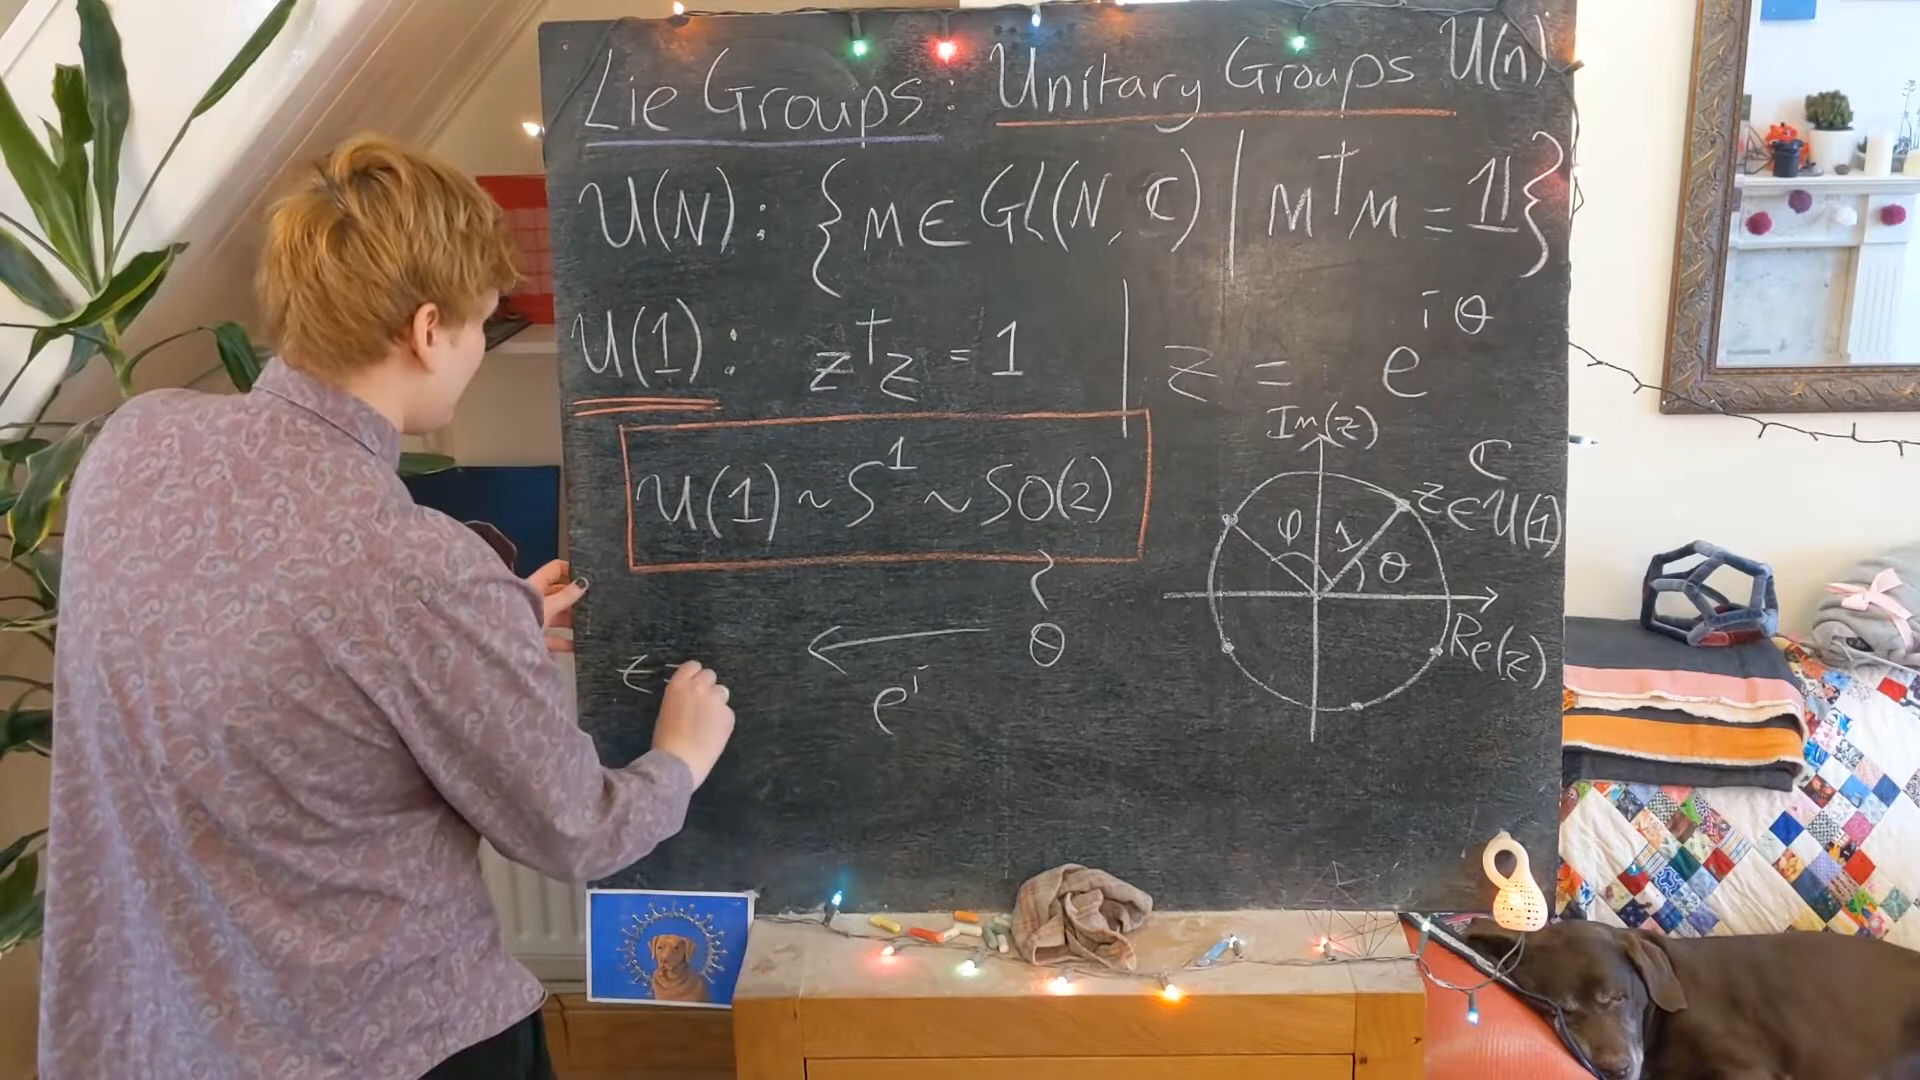 Lie Groups: Unitary Groups U(n)
U(N): {M ∈ GL(N, ℂ) | M†M = 𝟙}
U(1): z†z = 1 | z = e^{iθ}
U(1) ~ S¹ ~ SO(2)
Im(z)
ℂ
z ∈ U(1)
φ 1 θ
Re(z)
z = ← θ
e^i